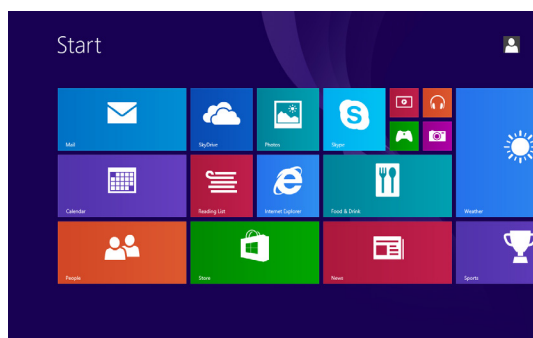 Start
Mail
SkyDrive
Photos
Skype
Calendar
Reading List
Internet Explorer
Food & Drink
Weather
People
Store
News
Sports